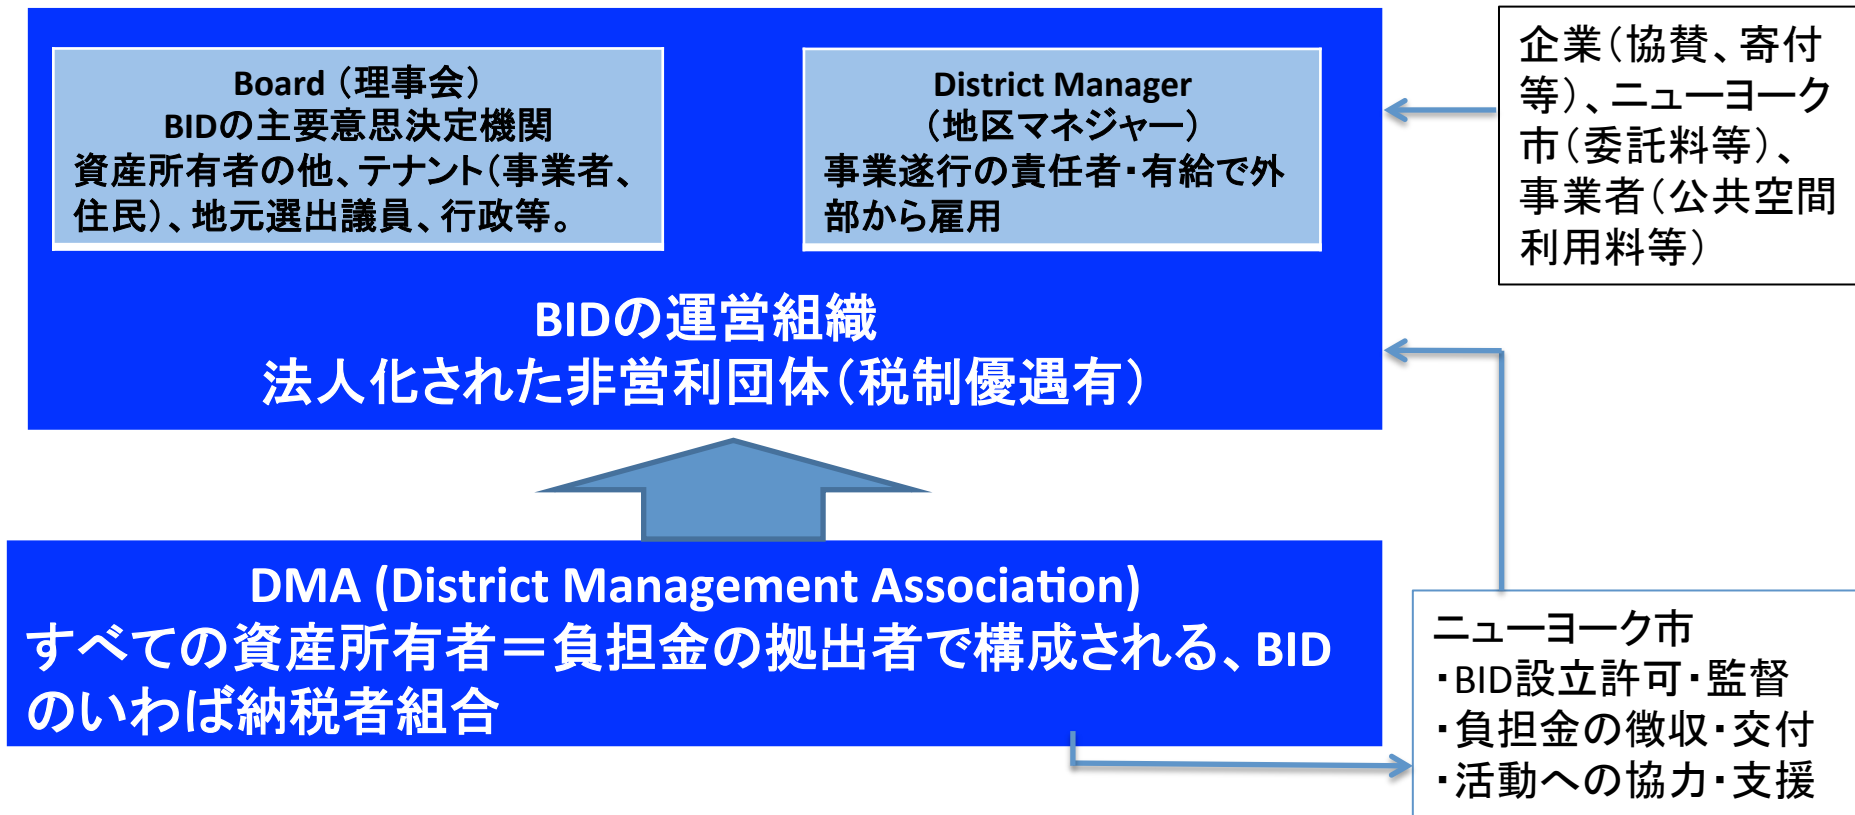 Board（理事会）
BIDの主要意思決定機関
資産所有者の他、テナント（事業者、
住民）、地元選出議員、行政等。
District Manager
（地区マネジャー）
事業遂行の責任者・有給で外
部から雇用
BIDの運営組織
法人化された非営利団体（税制優遇有）
企業（協賛、寄付
等）、ニューヨーク
市（委託料等）、
事業者（公共空間
利用料等）
DMA (District Management Association)
すべての資産所有者＝負担金の拠出者で構成される、BID
のいわば納税者組合
ニューヨーク市
・BID設立許可・監督
・負担金の徴収・交付
・活動への協力・支援